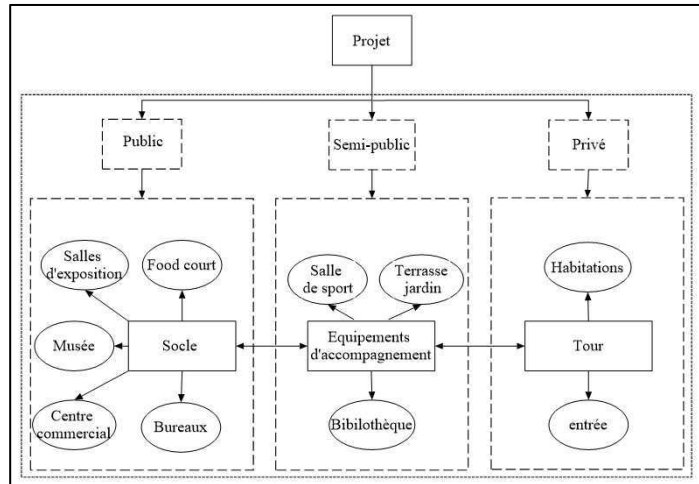 Projet
Public
Semi-public
Privé
Salles
d'exposition
Food court
Musée
Socle
Centre
commercial
Bureaux
Salle
de sport
Terrasse
jardin
Equipements
d'accompagnement
Bibilothèque
Habitations
Tour
entrée